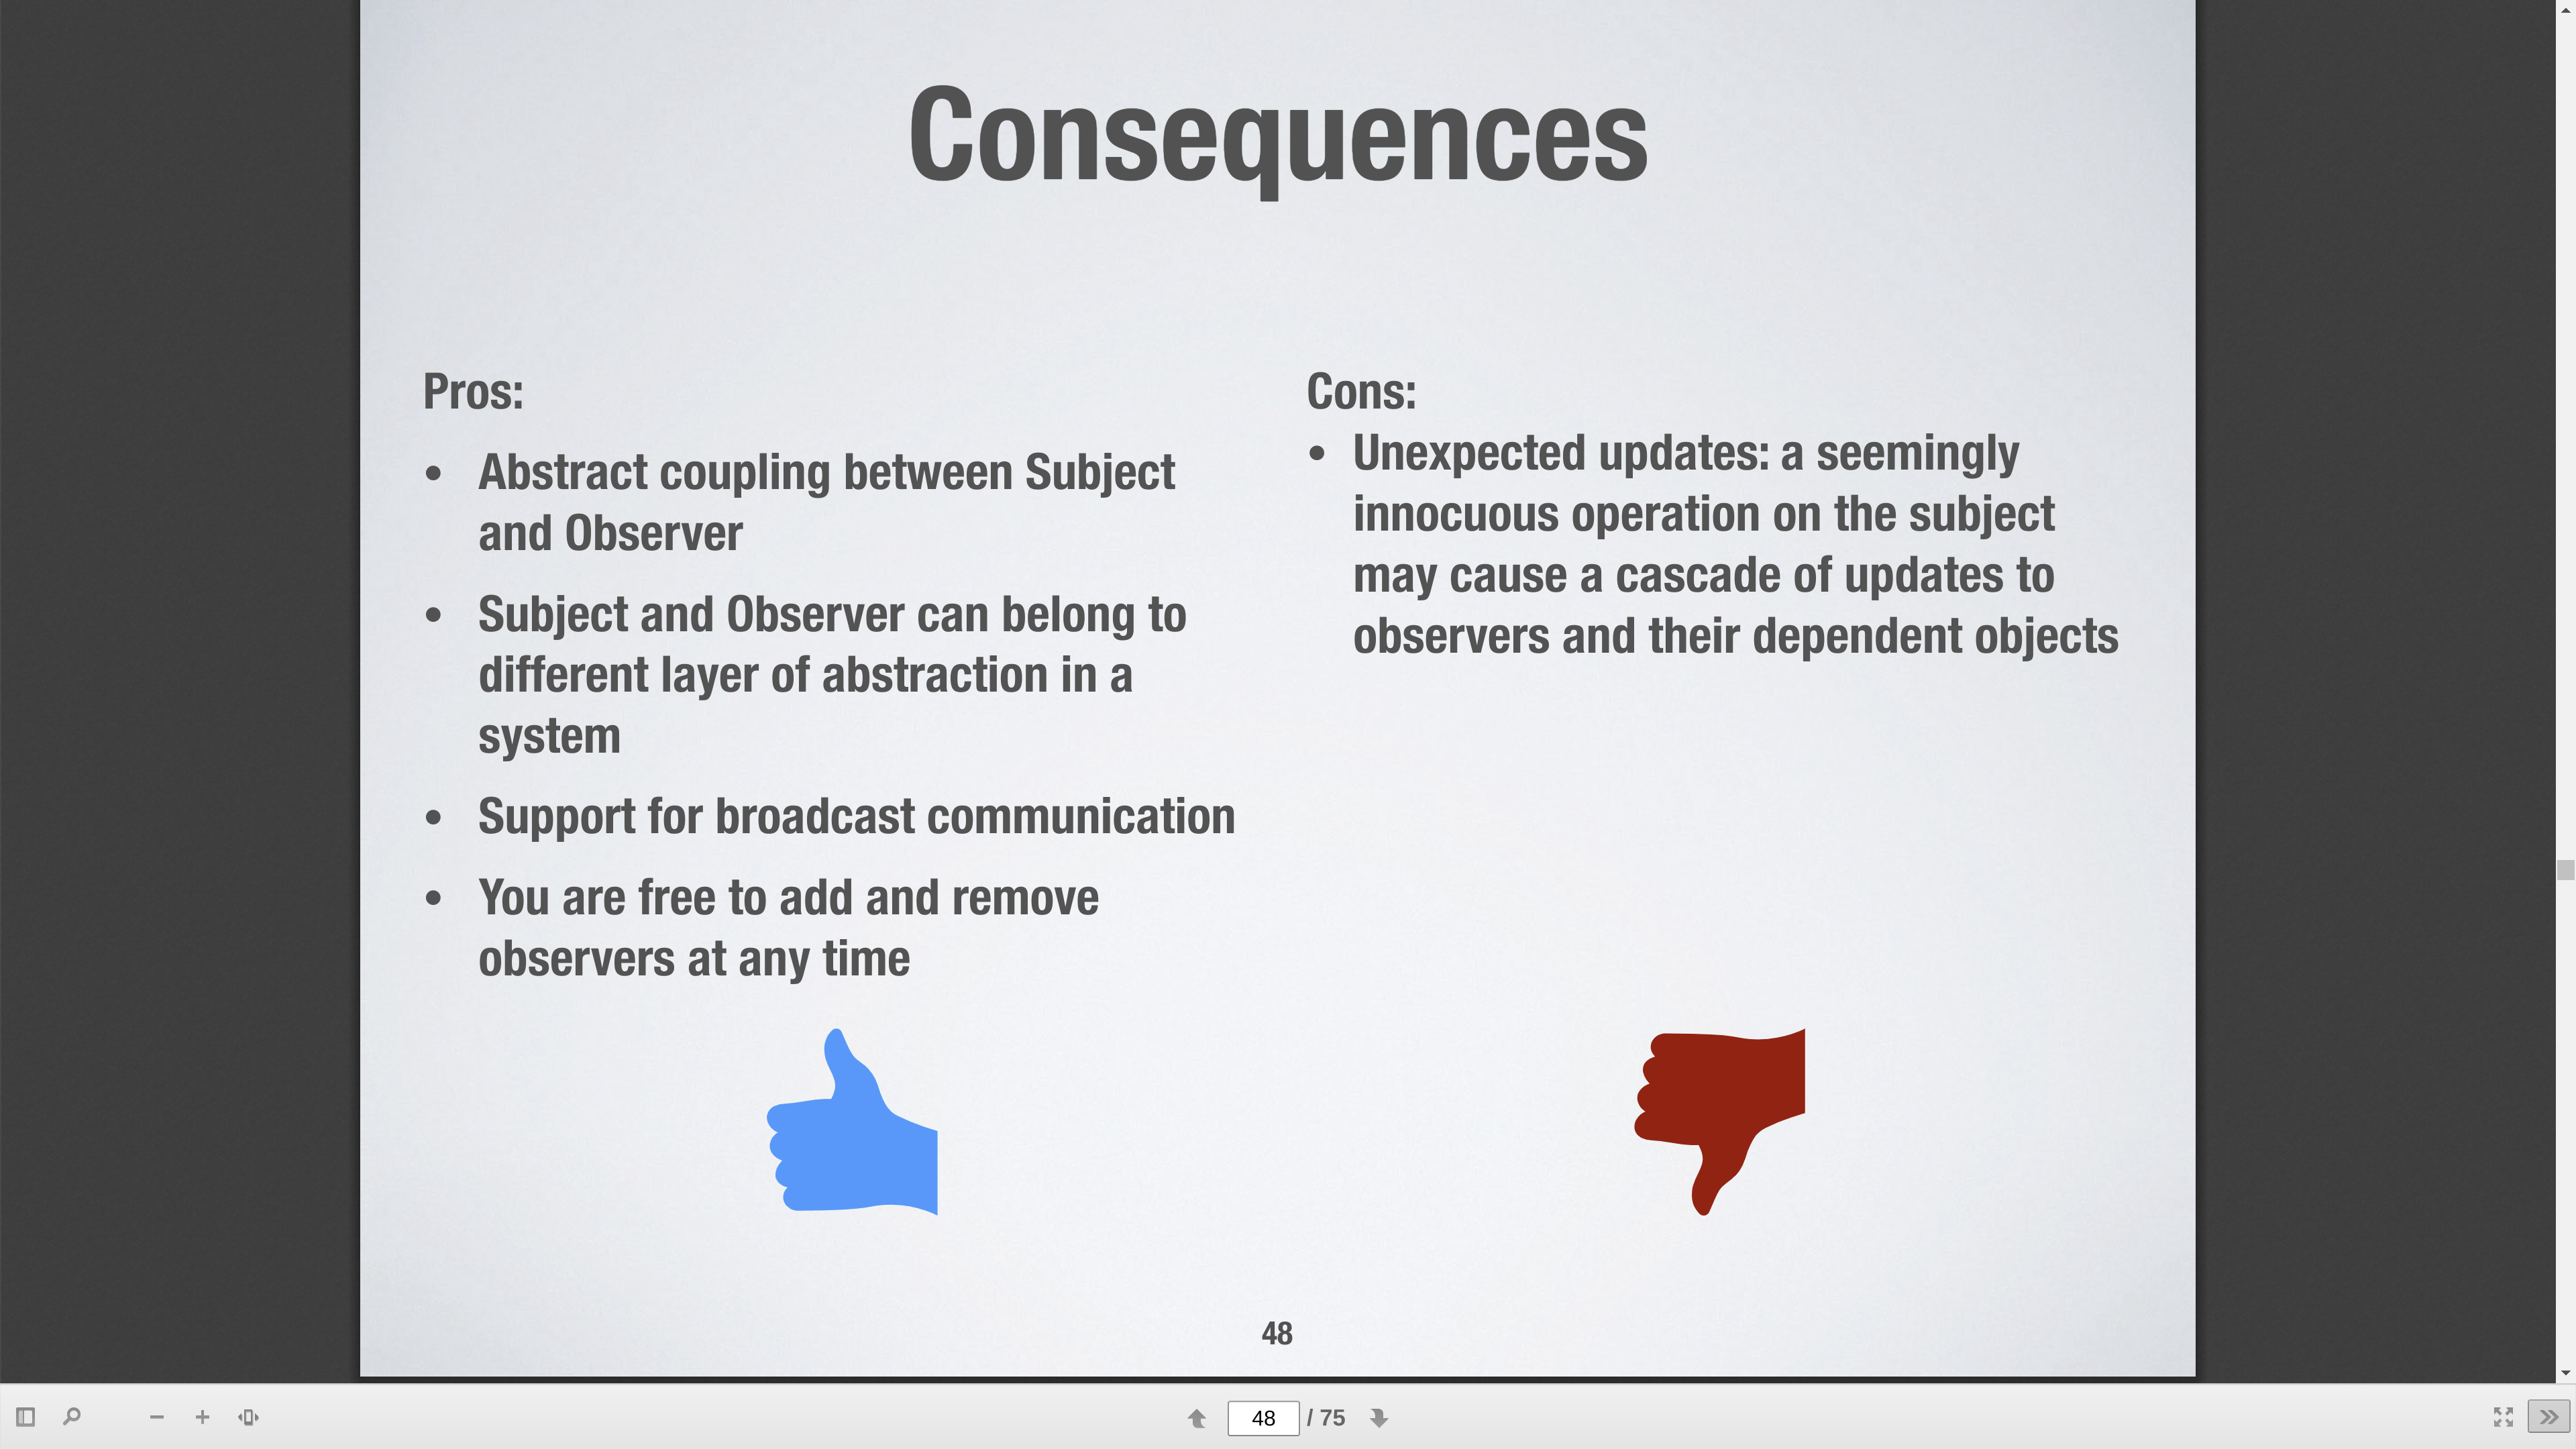 Consequences
Pros:
• Abstract coupling between Subject
and Observer
• Subject and Observer can belong to
different layer of abstraction in a
system
• Support for broadcast communication
• You are free to add and remove
observers at any time
Cons:
• Unexpected updates: a seemingly
innocuous operation on the subject
may cause a cascade of updates to
observers and their dependent objects
48
48 / 75